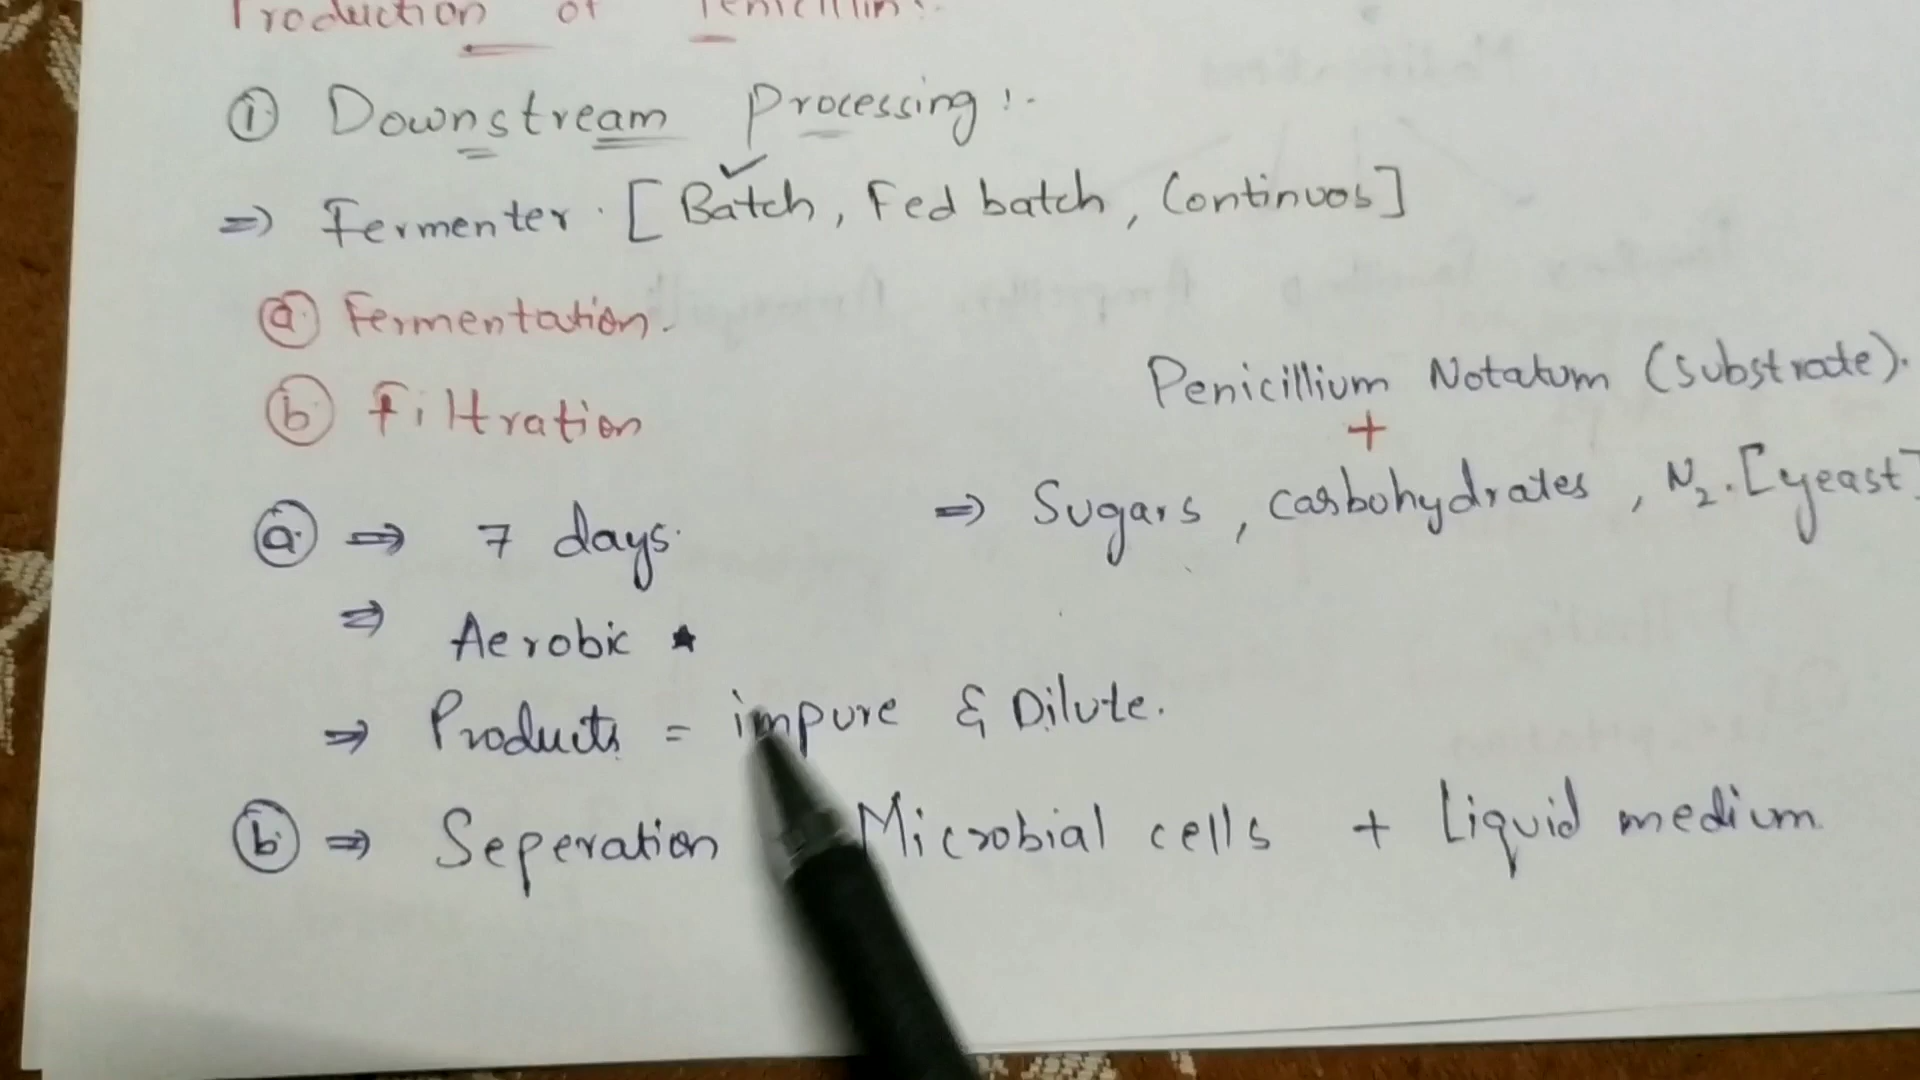 Production of Penicillin:-
① Downstream Processing :-
⇒ Fermenter. [Batch, Fed batch, Continuos]
ⓐ Fermentation.
ⓑ Filtration
Penicillium Notatum (substrate).
+
⇒ Sugars, carbohydrates, N₂. [yeast]
ⓐ ⇒ 7 days.
⇒ Aerobic ★
⇒ Products = impure & Dilute.
ⓑ ⇒ Seperation Microbial cells + Liquid medium